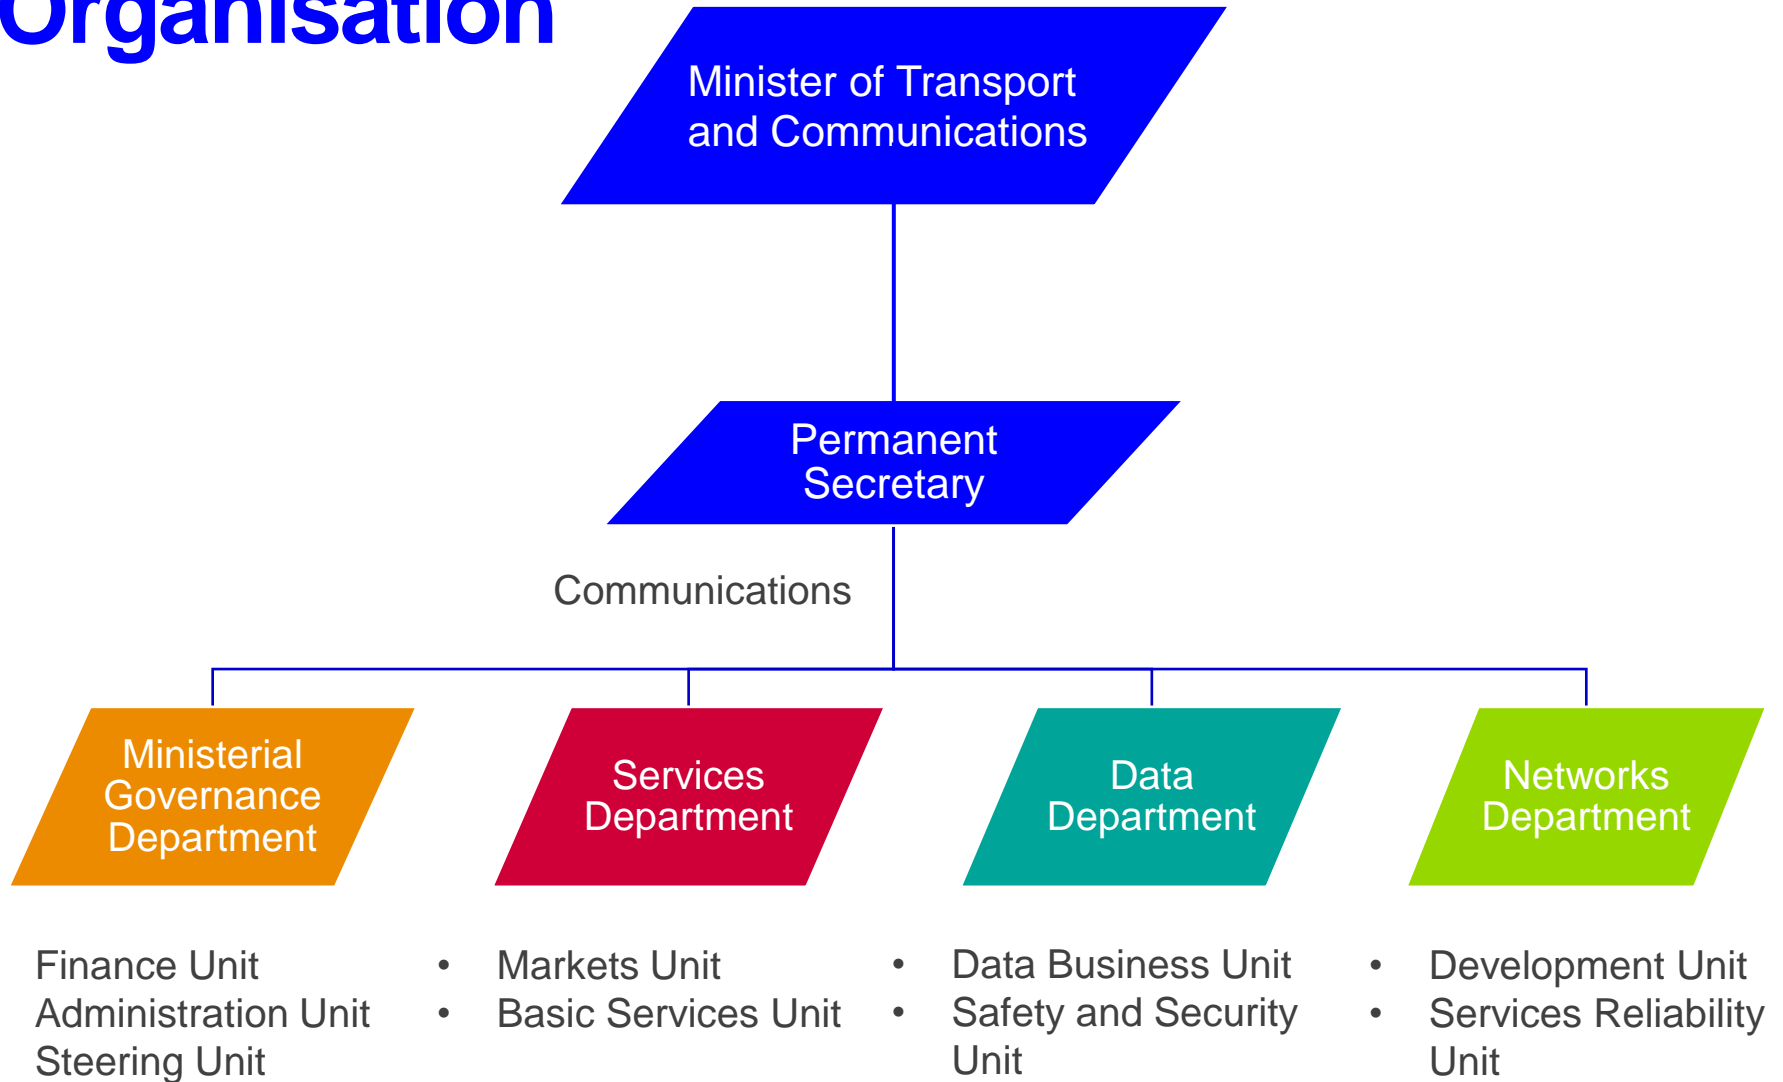 Organisation
Minister of Transport
and Communications
Permanent
Secretary
Communications
Ministerial
Governance
Department
Services
Department
Data
Department
Networks
Department
Finance Unit
Administration Unit
Steering Unit
• Markets Unit
• Basic Services Unit
• Data Business Unit
• Safety and Security
Unit
• Development Unit
• Services Reliability
Unit